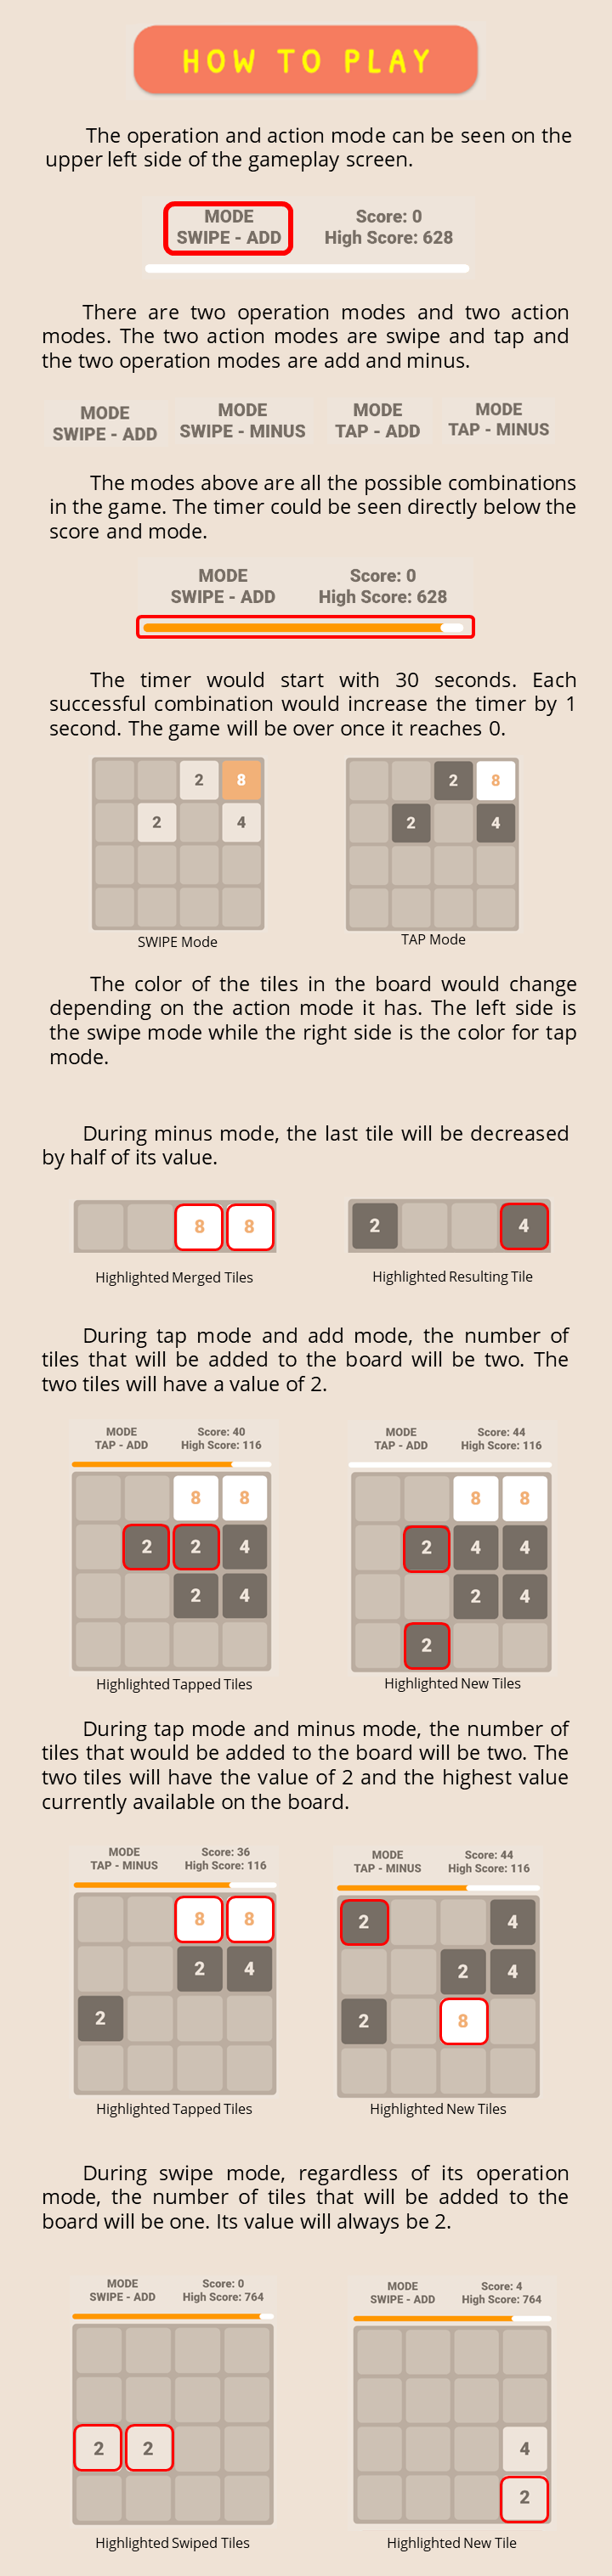 HOW TO PLAY
The operation and action mode can be seen on the
upper left side of the gameplay screen.
MODE Score: 0
SWIPE - ADD High Score: 628
There are two operation modes and two action
modes. The two action modes are swipe and tap and
the two operation modes are add and minus.
MODE MODE MODE MODE
SWIPE - ADD SWIPE - MINUS TAP - ADD TAP - MINUS
The modes above are all the possible combinations
in the game. The timer could be seen directly below the
score and mode.
MODE Score: 0
SWIPE - ADD High Score: 628
The timer would start with 30 seconds. Each
successful combination would increase the timer by 1
second. The game will be over once it reaches 0.
2 8 2 8
2 4 2 4
SWIPE Mode TAP Mode
The color of the tiles in the board would change
depending on the action mode it has. The left side is
the swipe mode while the right side is the color for tap
mode.
During minus mode, the last tile will be decreased
by half of its value.
8 8 2 4
Highlighted Merged Tiles Highlighted Resulting Tile
During tap mode and add mode, the number of
tiles that will be added to the board will be two. The
two tiles will have a value of 2.
MODE Score: 40 MODE Score: 44
TAP - ADD High Score: 116 TAP - ADD High Score: 116
8 8 8 8
2 2 4 2 4 4
2 4 2 4
2
Highlighted Tapped Tiles Highlighted New Tiles
During tap mode and minus mode, the number of
tiles that would be added to the board will be two. The
two tiles will have the value of 2 and the highest value
currently available on the board.
MODE Score: 36 MODE Score: 44
TAP - MINUS High Score: 116 TAP - MINUS High Score: 116
8 8 2 4
2 4 2 4
2 2 8
Highlighted Tapped Tiles Highlighted New Tiles
During swipe mode, regardless of its operation
mode, the number of tiles that will be added to the
board will be one. Its value will always be 2.
MODE Score: 0 MODE Score: 4
SWIPE - ADD High Score: 764 SWIPE - ADD High Score: 764
2 2 4
2
Highlighted Swiped Tiles Highlighted New Tile